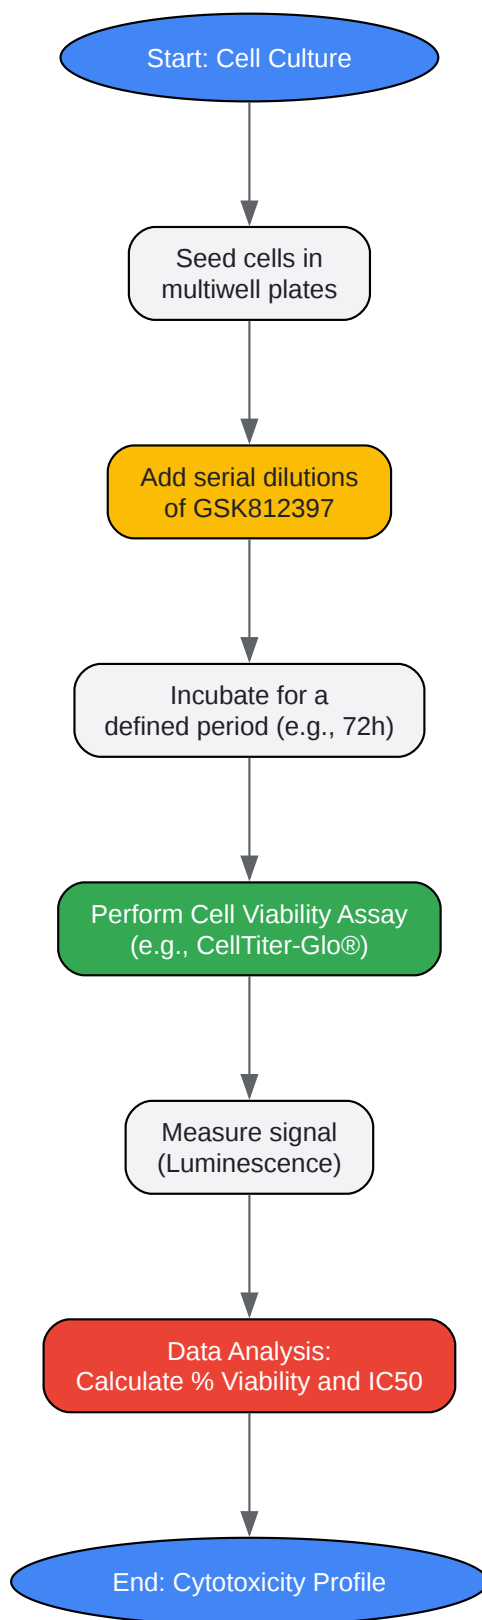 Start: Cell Culture
Seed cells in
multiwell plates
Add serial dilutions
of GSK812397
Incubate for a
defined period (e.g., 72h)
Perform Cell Viability Assay
(e.g., CellTiter-Glo®)
Measure signal
(Luminescence)
Data Analysis:
Calculate % Viability and IC50
End: Cytotoxicity Profile